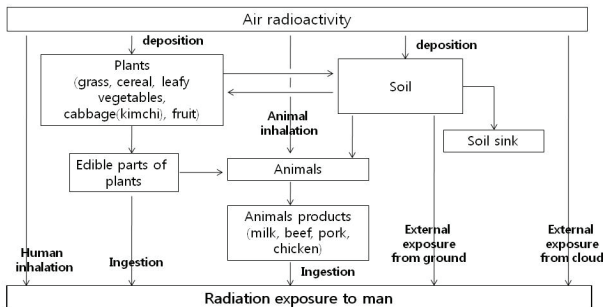 Air radioactivity
deposition
deposition
Plants
(grass, cereal, leafy
vegetables,
cabbage(kimchi), fruit)
Soil
Animal
inhalation
Soil sink
Edible parts of
plants
Animals
Animals products
(milk, beef, pork,
chicken)
Human
inhalation
Ingestion
Ingestion
External
exposure
from ground
External
exposure
from cloud
Radiation exposure to man